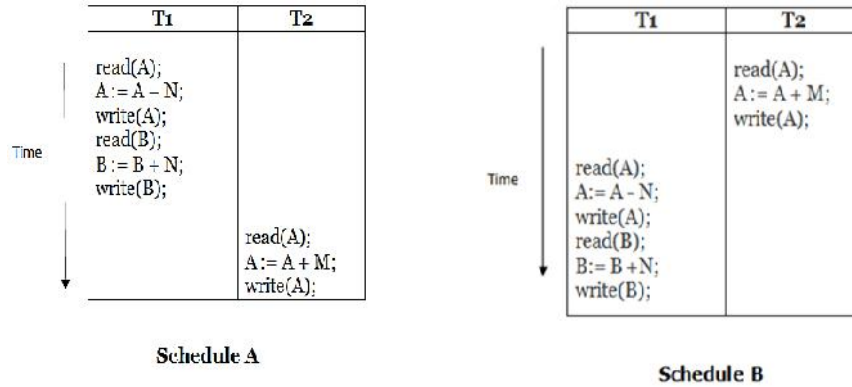 T1 T2
read(A);
A:= A – N;
write(A);
read(B);
B:= B + N;
write(B);
Time
read(A);
A:= A + M;
write(A);
Schedule A
T1 T2
read(A);
A:= A + M;
write(A);
Time
read(A);
A:= A - N;
write(A);
read(B);
B:= B +N;
write(B);
Schedule B